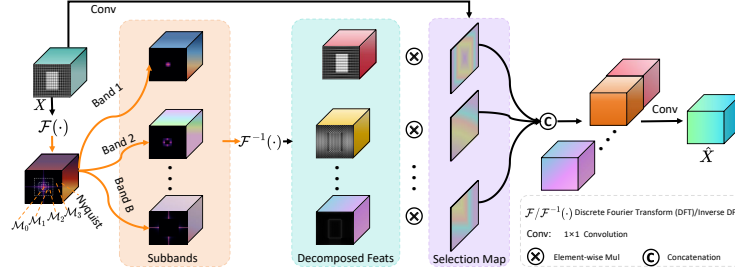 Conv
X
𝓕(·)
Band 1
Band 2
Band B
Nyquist
ℳ₀ ℳ₁ ℳ₂ ℳ₃
Subbands
𝓕⁻¹(·)
Decomposed Feats
Selection Map
C
Conv
X̂
𝓕/𝓕⁻¹(·) Discrete Fourier Transform (DFT)/Inverse DF
Conv: 1×1 Convolution
Element-wise Mul
C Concatenation